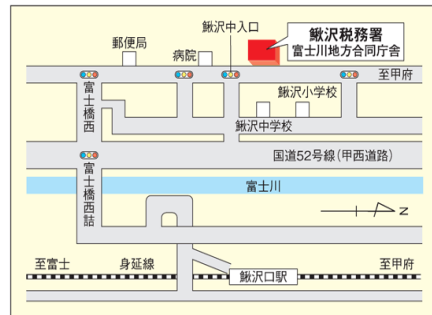 鰍沢中入口
鰍沢税務署
富士川地方合同庁舎
郵便局
病院
至甲府
富士橋西
鰍沢小学校
鰍沢中学校
国道52号線(甲西道路)
富士橋西詰
富士川
N
至富士
身延線
至甲府
鰍沢口駅